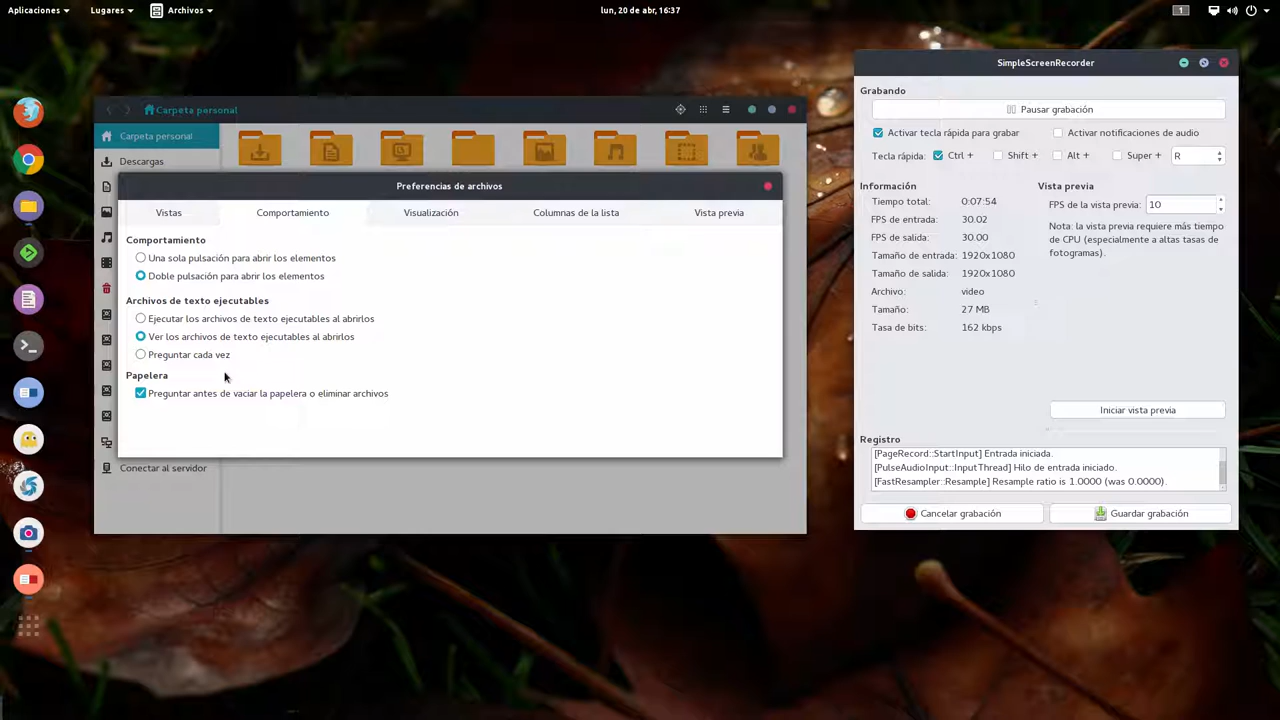 Aplicaciones Lugares Archivos lun, 20 de abr, 16:37 1
Carpeta personal
Carpeta personal
Descargas
Preferencias de archivos
Vistas Comportamiento Visualización Columnas de la lista Vista previa
Comportamiento
Una sola pulsación para abrir los elementos
Doble pulsación para abrir los elementos
Archivos de texto ejecutables
Ejecutar los archivos de texto ejecutables al abrirlos
Ver los archivos de texto ejecutables al abrirlos
Preguntar cada vez
Papelera
Preguntar antes de vaciar la papelera o eliminar archivos
Conectar al servidor
SimpleScreenRecorder
Grabando
Pausar grabación
Activar tecla rápida para grabar Activar notificaciones de audio
Tecla rápida: Ctrl + Shift + Alt + Super + R
Información
Tiempo total: 0:07:54
FPS de entrada: 30.02
FPS de salida: 30.00
Tamaño de entrada: 1920x1080
Tamaño de salida: 1920x1080
Archivo: video
Tamaño: 27 MB
Tasa de bits: 162 kbps
Vista previa
FPS de la vista previa: 10
Nota: la vista previa requiere más tiempo
de CPU (especialmente a altas tasas de
fotogramas).
Iniciar vista previa
Registro
[PageRecord::StartInput] Entrada iniciada.
[PulseAudioInput::InputThread] Hilo de entrada iniciado.
[FastResampler::Resample] Resample ratio is 1.0000 (was 0.0000).
Cancelar grabación Guardar grabación